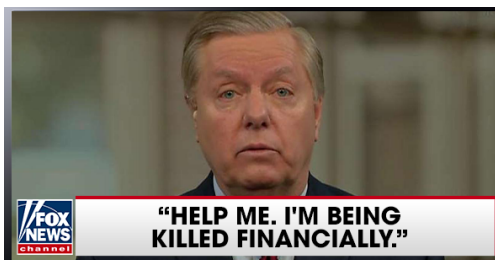 FOX
NEWS
channel
“HELP ME. I'M BEING
KILLED FINANCIALLY.”